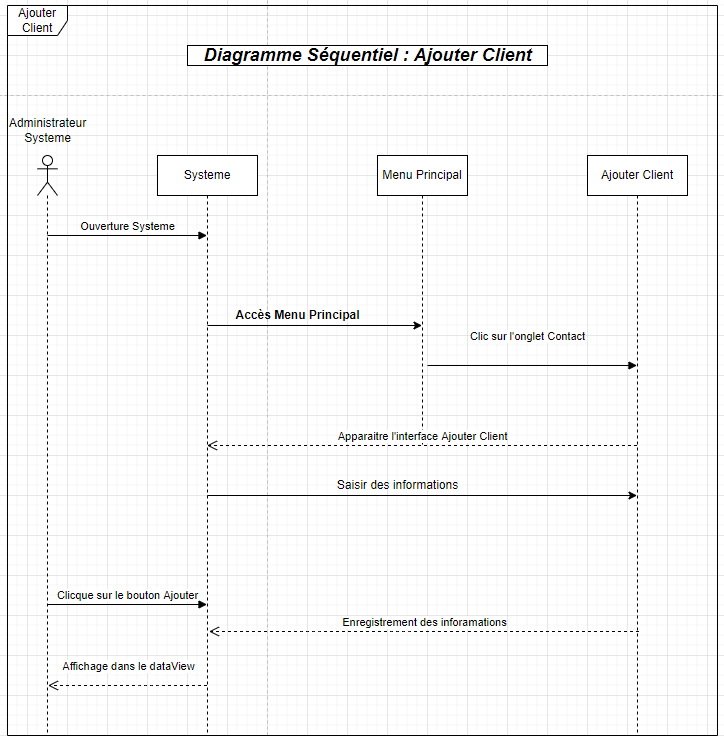 Ajouter
Client
Diagramme Séquentiel : Ajouter Client
Administrateur
Systeme
Systeme
Menu Principal
Ajouter Client
Ouverture Systeme
Accès Menu Principal
Clic sur l'onglet Contact
Apparaitre l'interface Ajouter Client
Saisir des informations
Clicque sur le bouton Ajouter
Enregistrement des inforamations
Affichage dans le dataView